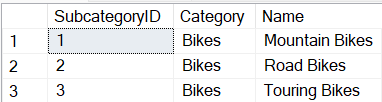 SubcategoryID Category Name
1 1 Bikes Mountain Bikes
2 2 Bikes Road Bikes
3 3 Bikes Touring Bikes